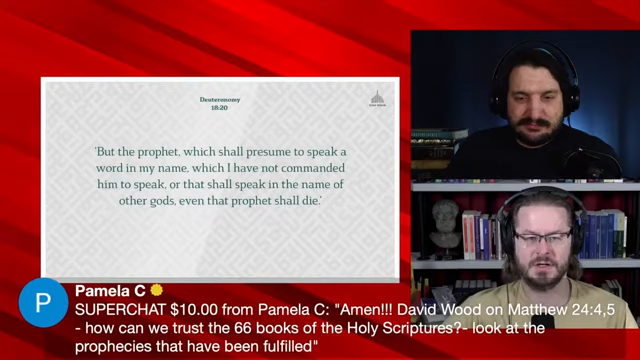 Deuteronomy
18:20
'But the prophet, which shall presume to speak a
word in my name, which I have not commanded
him to speak, or that shall speak in the name of
other gods, even that prophet shall die.'
P
Pamela C
SUPERCHAT $10.00 from Pamela C: "Amen!!! David Wood on Matthew 24:4,5
- how can we trust the 66 books of the Holy Scriptures?- look at the
prophecies that have been fulfilled"